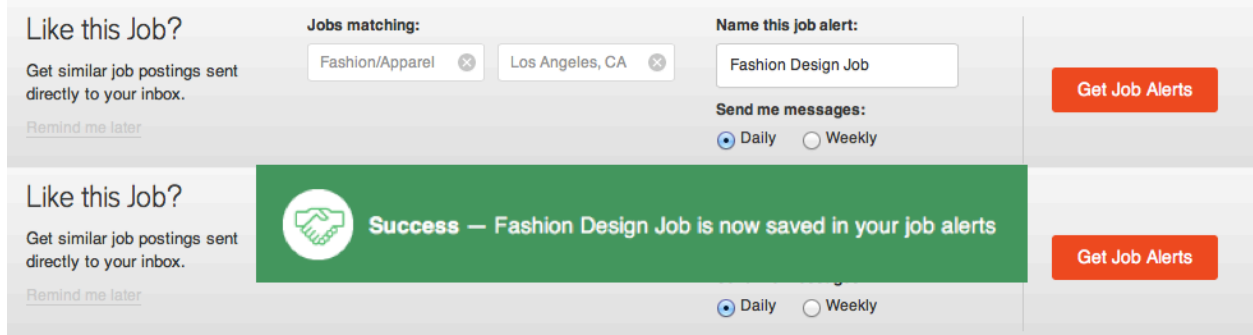 Like this Job?
Get similar job postings sent
directly to your inbox.
Remind me later
Jobs matching:
Fashion/Apparel
Los Angeles, CA
Name this job alert:
Fashion Design Job
Send me messages:
Daily Weekly
Get Job Alerts
Like this Job?
Get similar job postings sent
directly to your inbox.
Remind me later
Success — Fashion Design Job is now saved in your job alerts
Daily Weekly
Get Job Alerts